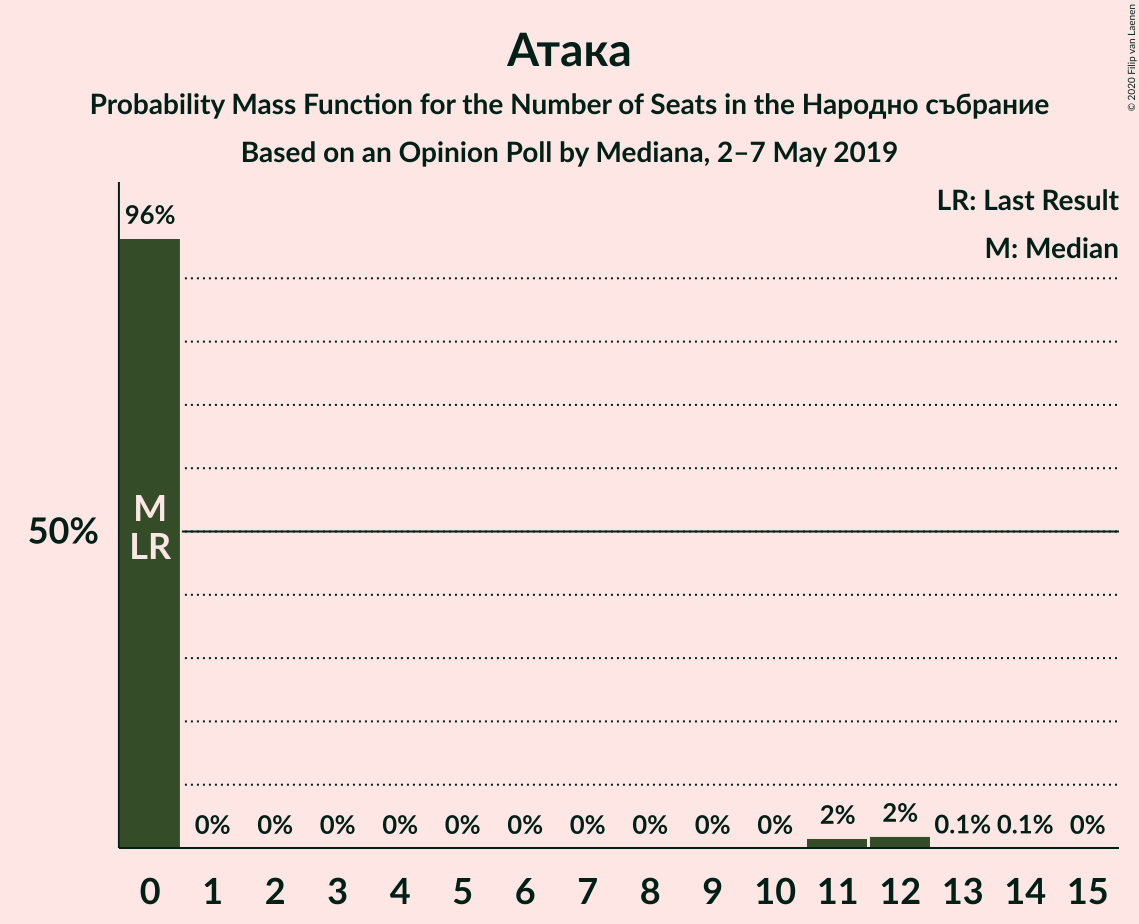 Атака
Probability Mass Function for the Number of Seats in the Народно събрание
Based on an Opinion Poll by Mediana, 2–7 May 2019
© 2020 Filip van Laenen
LR: Last Result
M: Median
96%
M
LR
50%
0% 0% 0% 0% 0% 0% 0% 0% 0% 0% 2% 2% 0.1% 0.1% 0%
0 1 2 3 4 5 6 7 8 9 10 11 12 13 14 15